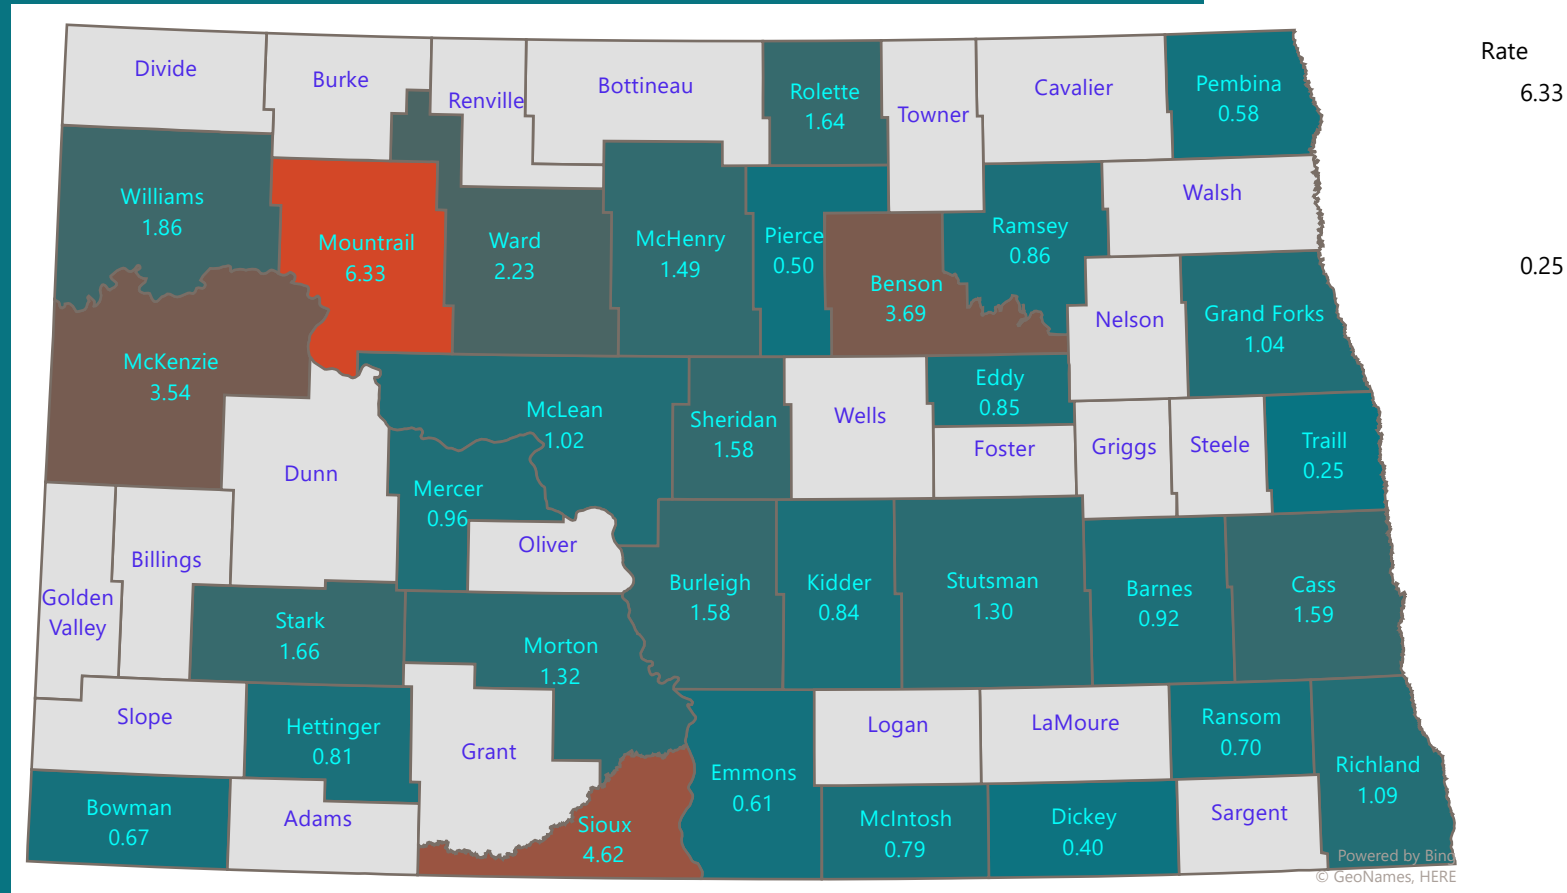 Rate
6.33
0.25
Divide
Burke
Renville
Bottineau
Rolette
1.64
Towner
Cavalier
Pembina
0.58
Williams
1.86
Mountrail
6.33
Ward
2.23
McHenry
1.49
Pierce
0.50
Benson
3.69
Ramsey
0.86
Walsh
Nelson
Grand Forks
1.04
McKenzie
3.54
Dunn
McLean
1.02
Mercer
0.96
Oliver
Sheridan
1.58
Wells
Eddy
0.85
Foster
Griggs
Steele
Traill
0.25
Golden
Valley
Billings
Stark
1.66
Morton
1.32
Burleigh
1.58
Kidder
0.84
Stutsman
1.30
Barnes
0.92
Cass
1.59
Slope
Hettinger
0.81
Grant
Bowman
0.67
Adams
Sioux
4.62
Emmons
0.61
Logan
LaMoure
McIntosh
0.79
Dickey
0.40
Ransom
0.70
Sargent
Richland
1.09
Powered by Bing
© GeoNames, HERE